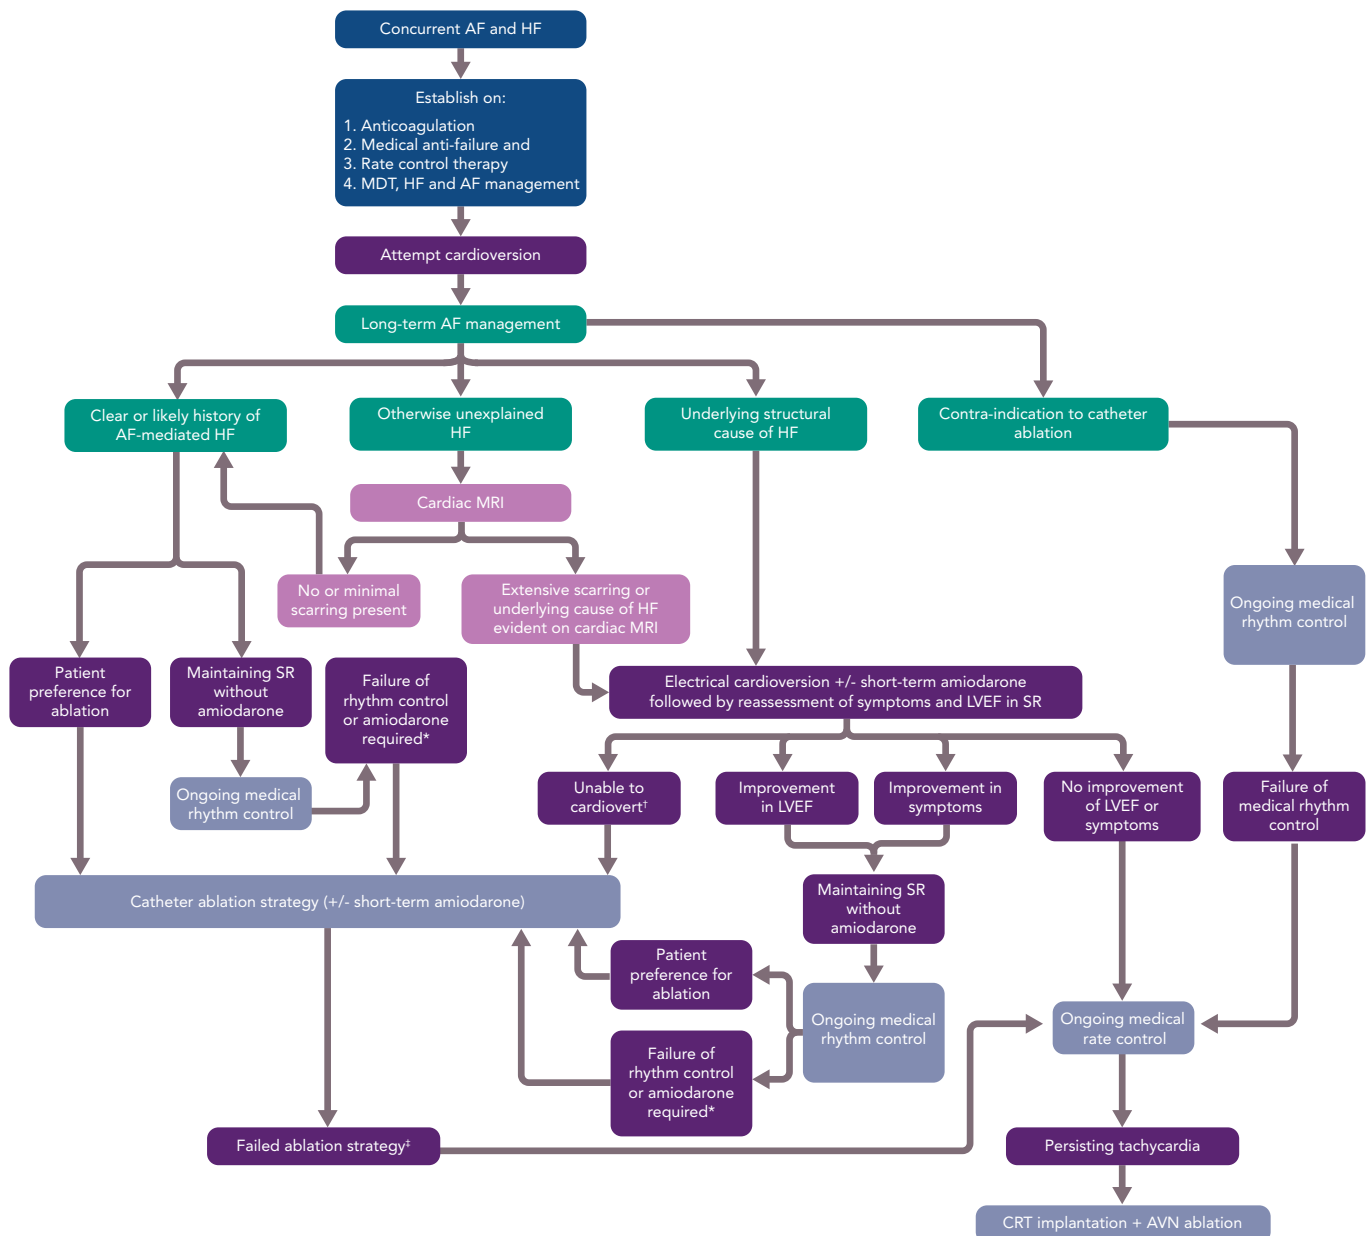 Concurrent AF and HF
Establish on:
1. Anticoagulation
2. Medical anti-failure and
3. Rate control therapy
4. MDT, HF and AF management
Attempt cardioversion
Long-term AF management
Clear or likely history of
AF-mediated HF
Otherwise unexplained
HF
Underlying structural
cause of HF
Contra-indication to catheter
ablation
Cardiac MRI
No or minimal
scarring present
Extensive scarring or
underlying cause of HF
evident on cardiac MRI
Ongoing medical
rhythm control
Patient
preference for
ablation
Maintaining SR
without
amiodarone
Failure of
rhythm control
or amiodarone
required*
Electrical cardioversion +/- short-term amiodarone
followed by reassessment of symptoms and LVEF in SR
Ongoing medical
rhythm control
Unable to
cardiovert†
Improvement
in LVEF
Improvement in
symptoms
No improvement
of LVEF or
symptoms
Failure of
medical rhythm
control
Catheter ablation strategy (+/- short-term amiodarone)
Maintaining SR
without
amiodarone
Patient
preference for
ablation
Ongoing medical
rhythm control
Ongoing medical
rate control
Failure of
rhythm control
or amiodarone
required*
Failed ablation strategy‡
Persisting tachycardia
CRT implantation + AVN ablation